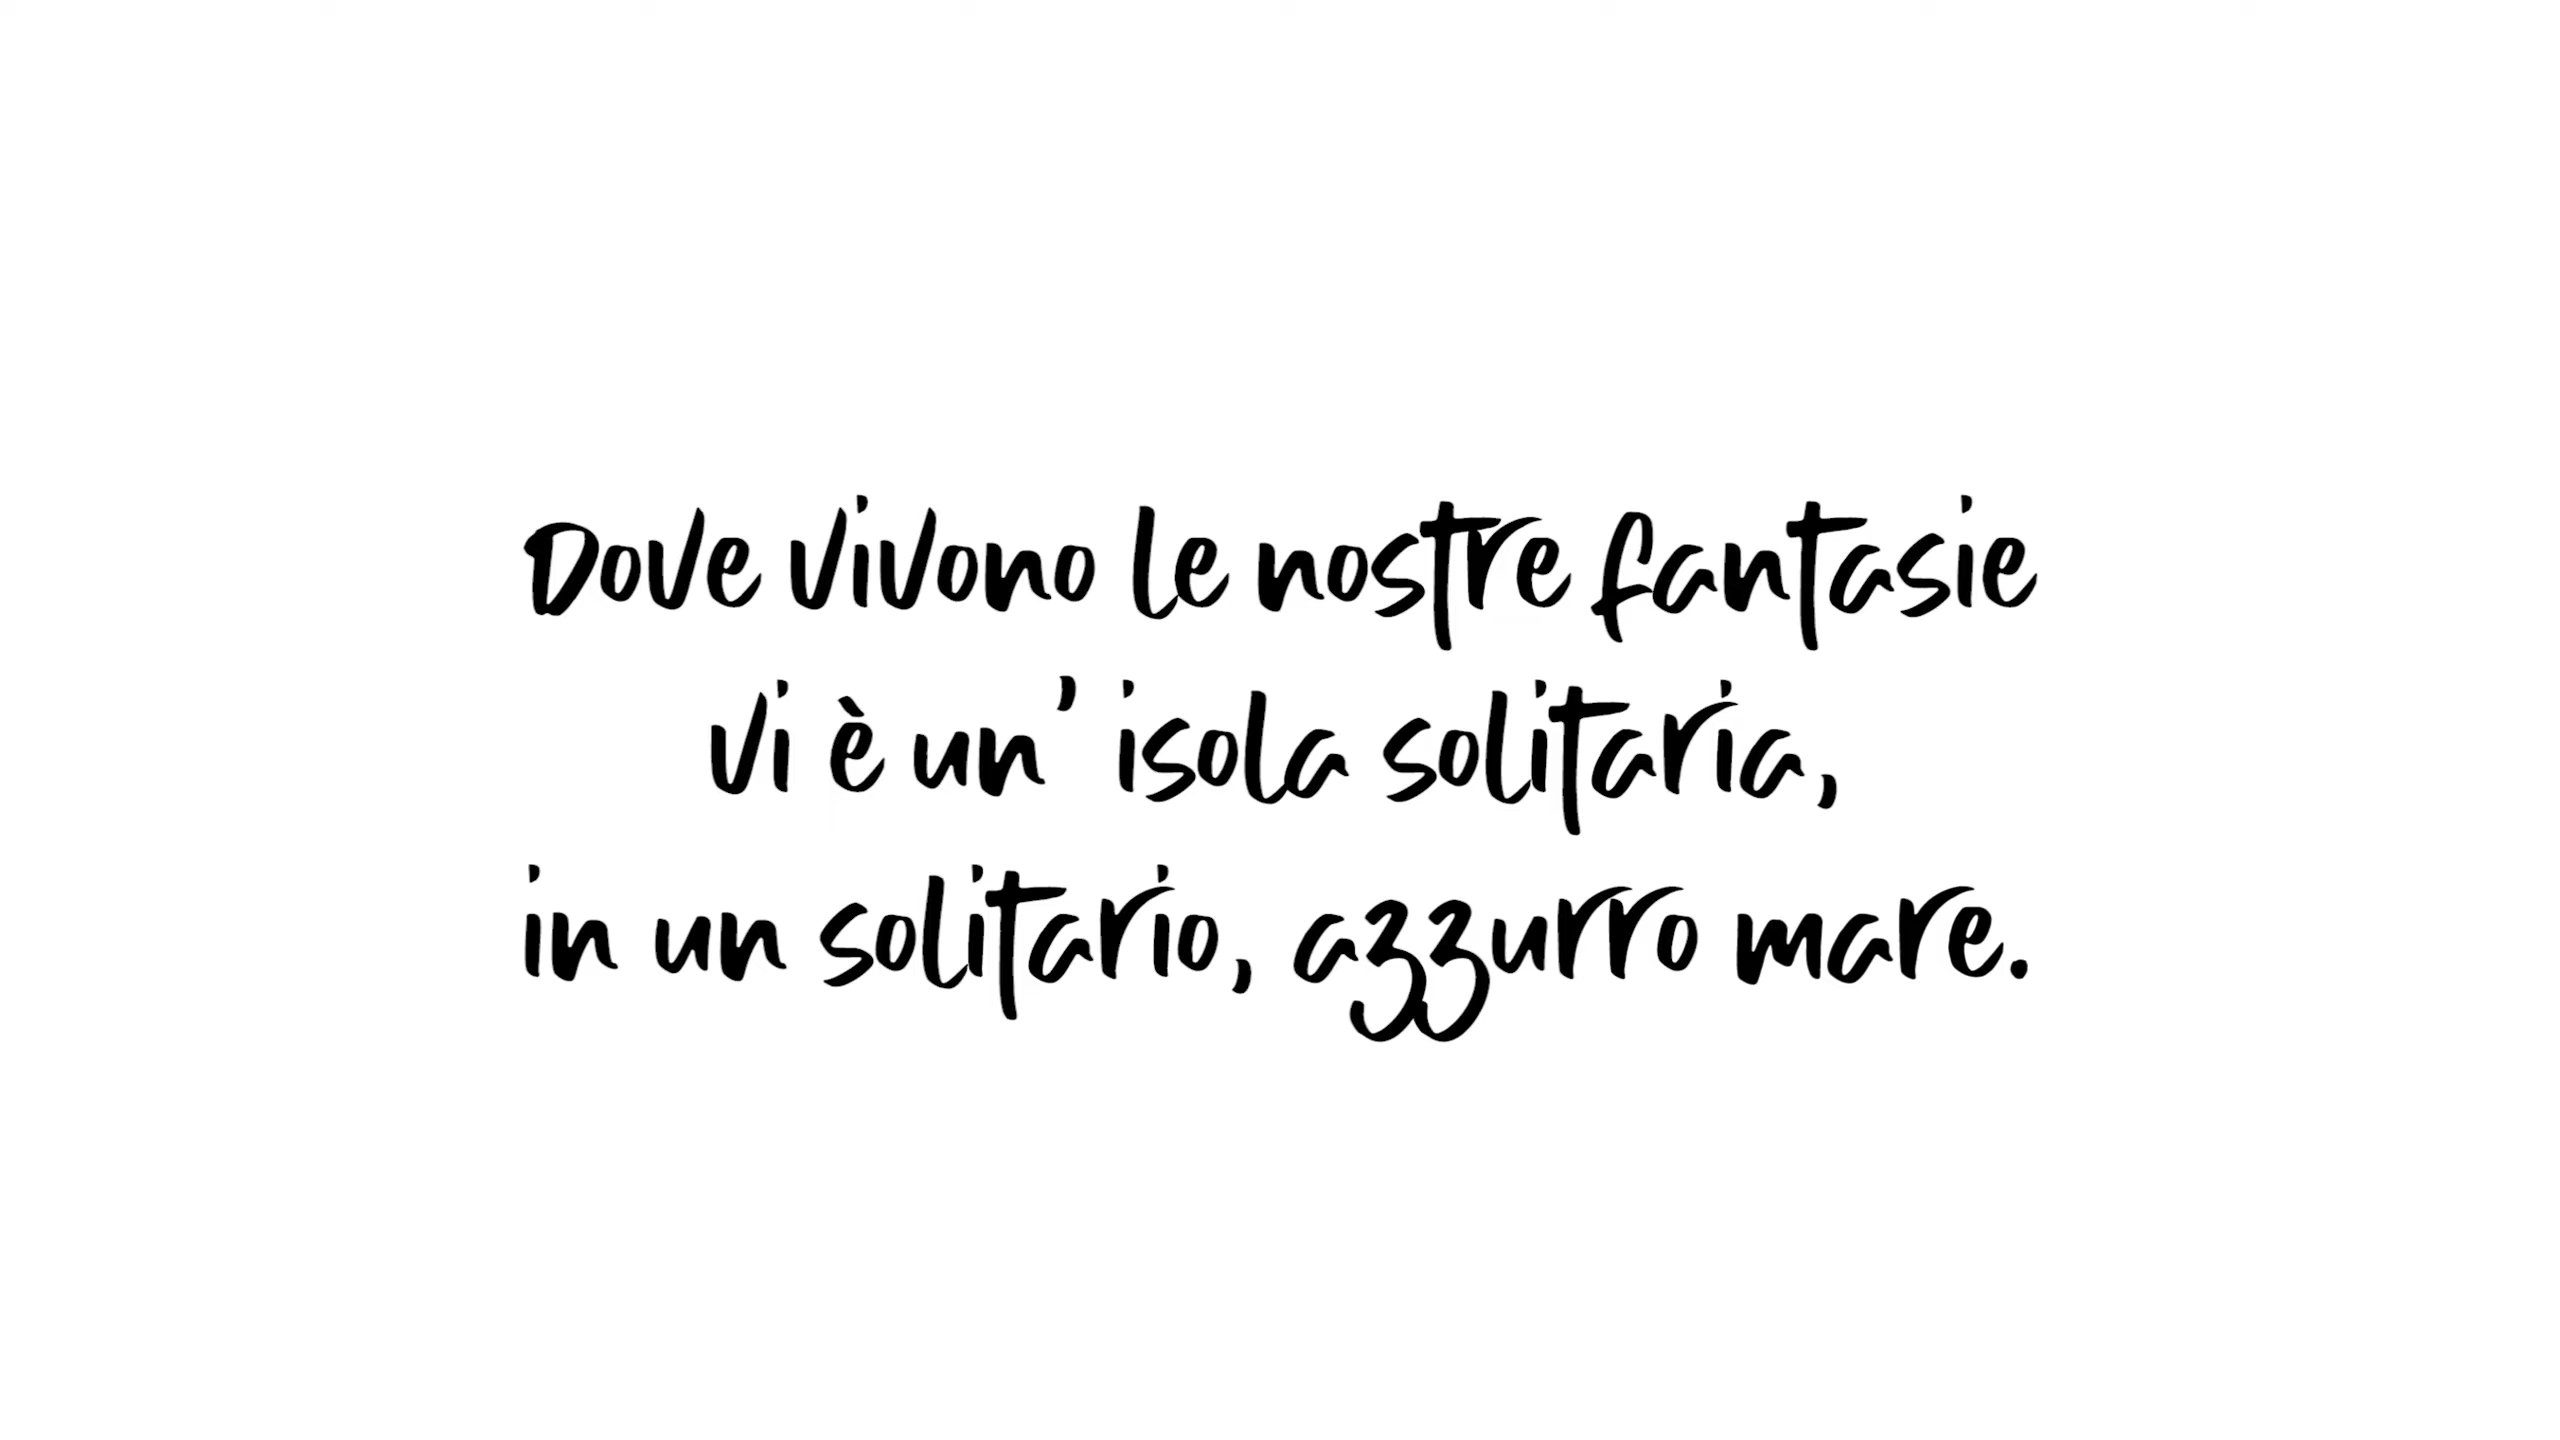 Dove vivono le nostre fantasie
vi è un' isola solitaria,
in un solitario, azzurro mare.